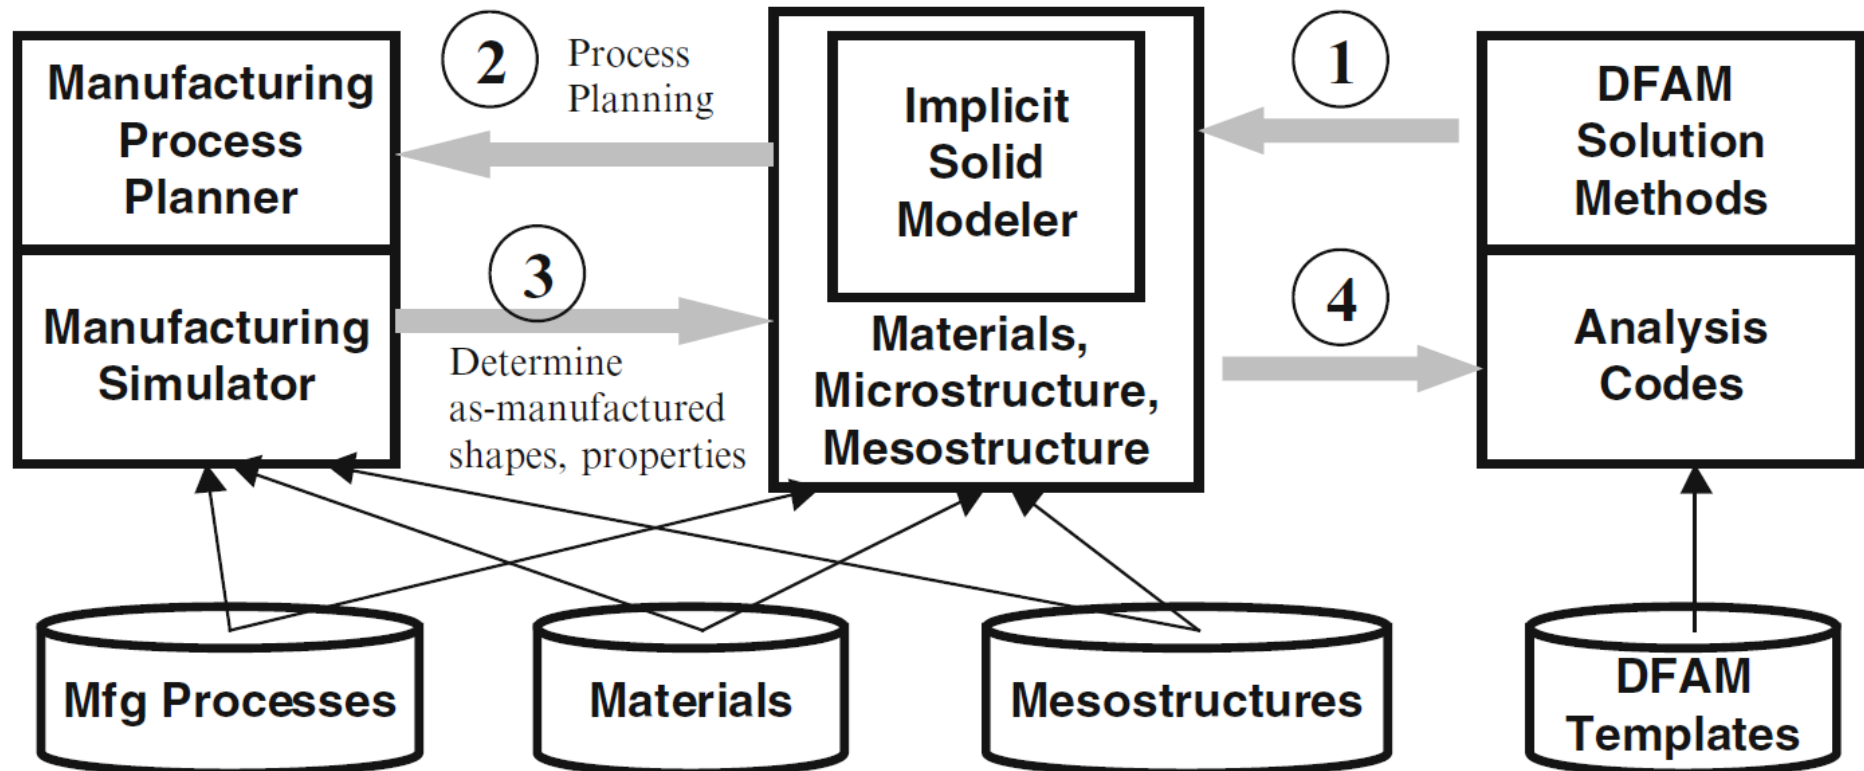 Manufacturing
Process
Planner
Manufacturing
Simulator
2
Process
Planning
3
Determine
as-manufactured
shapes, properties
Implicit
Solid
Modeler
Materials,
Microstructure,
Mesostructure
1
4
DFAM
Solution
Methods
Analysis
Codes
Mfg Processes
Materials
Mesostructures
DFAM
Templates